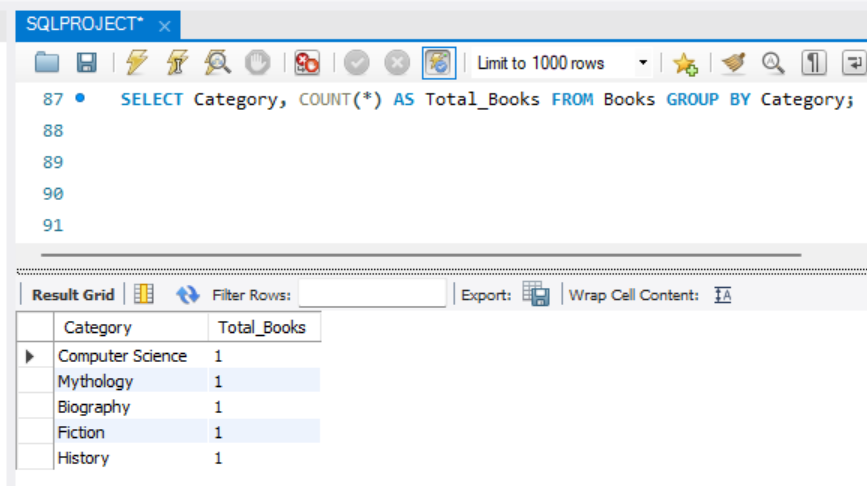 SQLPROJECT*
Limit to 1000 rows
87 SELECT Category, COUNT(*) AS Total_Books FROM Books GROUP BY Category;
88
89
90
91
Result Grid Filter Rows: Export: Wrap Cell Content:
Category Total_Books
Computer Science 1
Mythology 1
Biography 1
Fiction 1
History 1